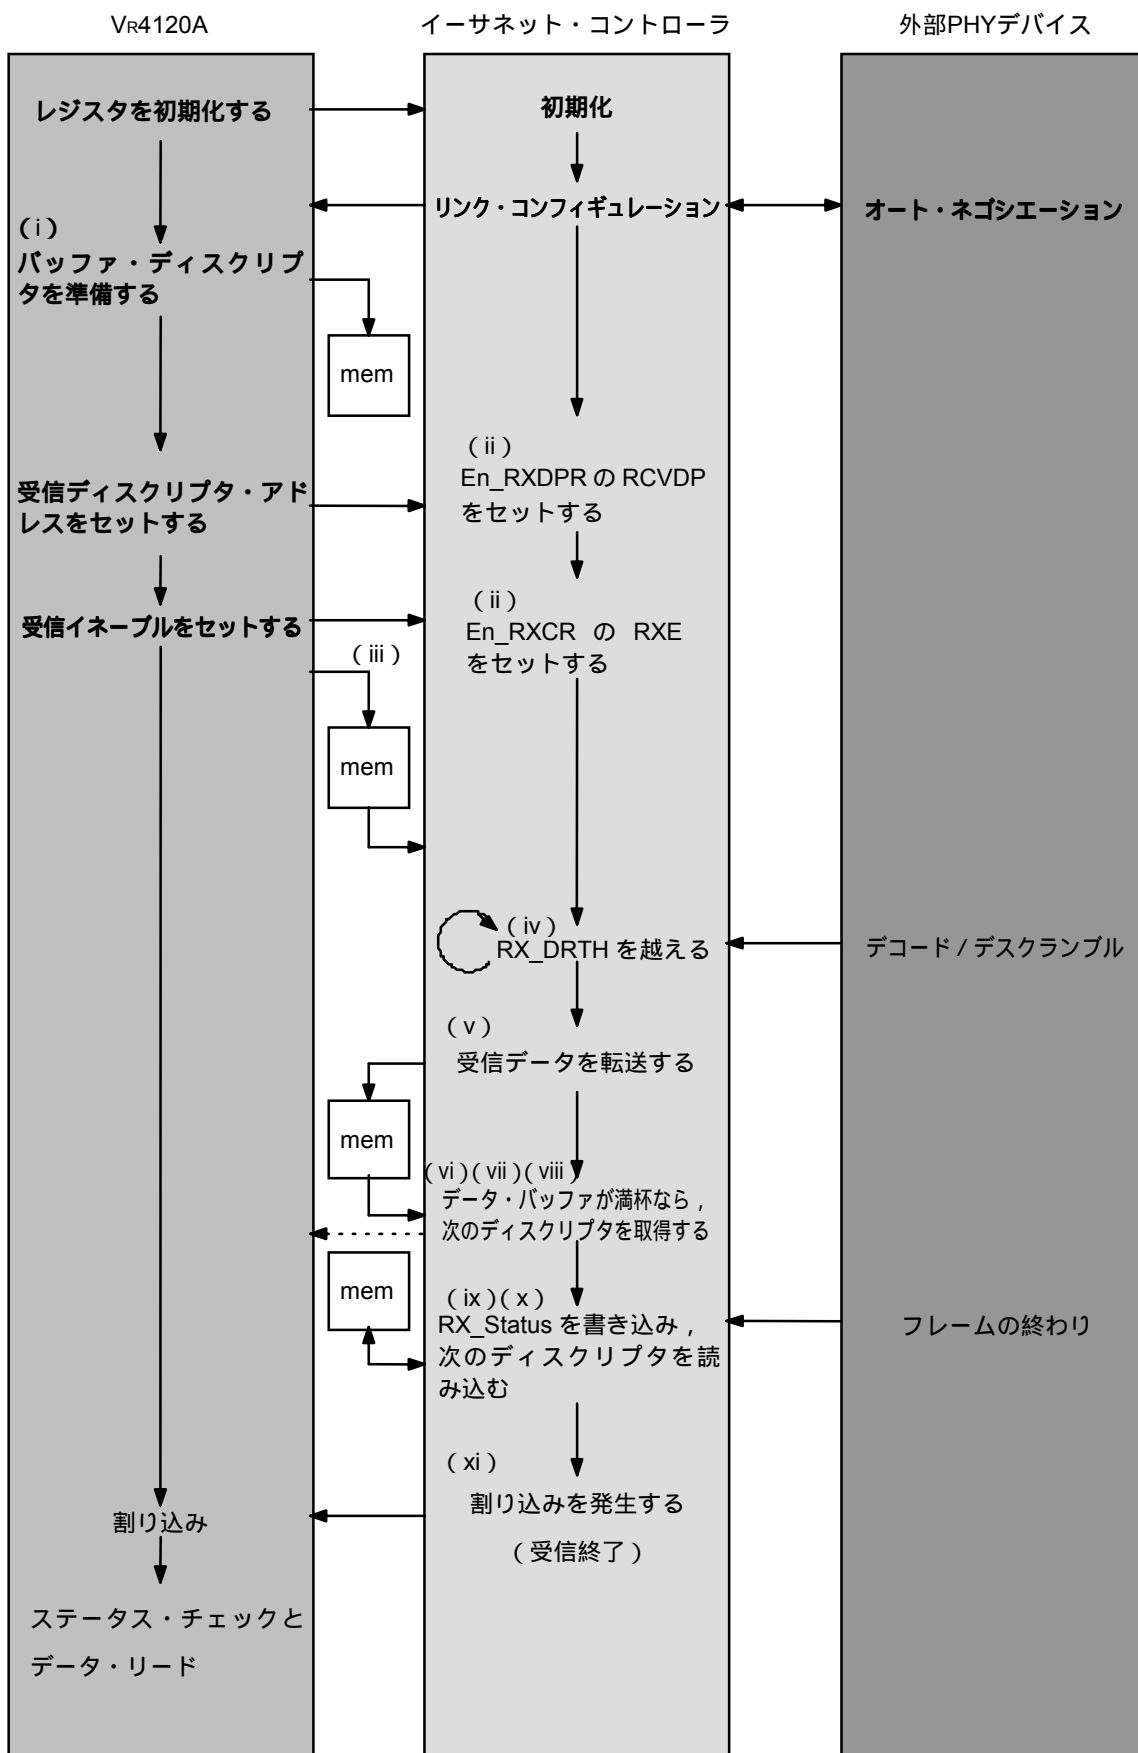 VR4120A
イーサネット・コントローラ
外部PHYデバイス
レジスタを初期化する
初期化
リンク・コンフィギュレーション
オート・ネゴシエーション
（i）
バッファ・ディスクリプ
タを準備する
mem
（ii）
En_RXDPR の RCVDP
をセットする
受信ディスクリプタ・アド
レスをセットする
（ii）
En_RXCR の RXE
をセットする
受信イネーブルをセットする
（iii）
mem
（iv）
RX_DRTH を越える
デコード / デスクランブル
（v）
受信データを転送する
mem
（vi）（vii）（viii）
データ・バッファが満杯なら，
次のディスクリプタを取得する
mem
（ix）（x）
RX_Status を書き込み，
次のディスクリプタを読
み込む
フレームの終わり
（xi）
割り込みを発生する
（受信終了）
割り込み
ステータス・チェックと
データ・リード